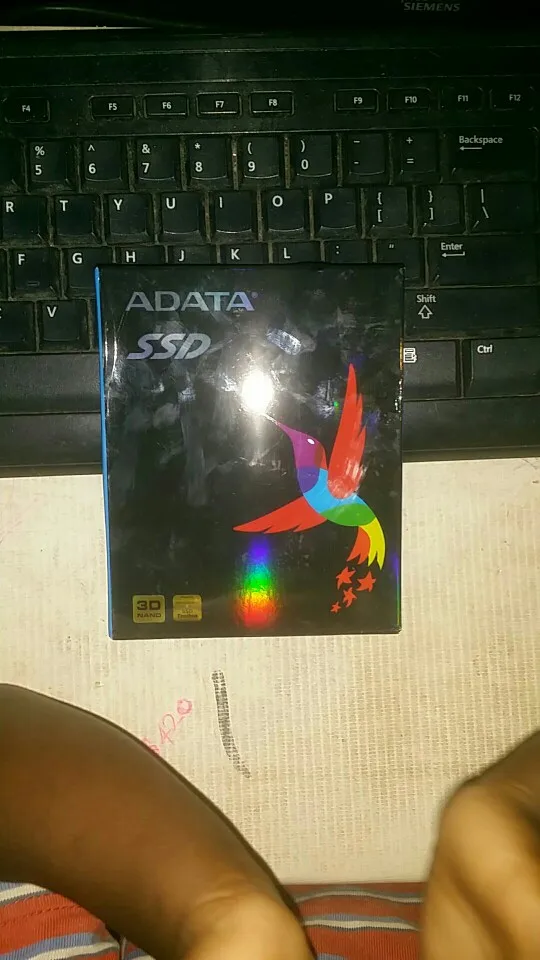 SIEMENS
F4 F5 F6 F7 F8 F9 F10 F11 F12
% ^ & * ( ) - + Backspace
5 6 7 8 9 0 - =
R T Y U I O P { } |
[ ] \
F G H J K L : " Enter
V Shift
Ctrl
ADATA
SSD
3D
NAND
420